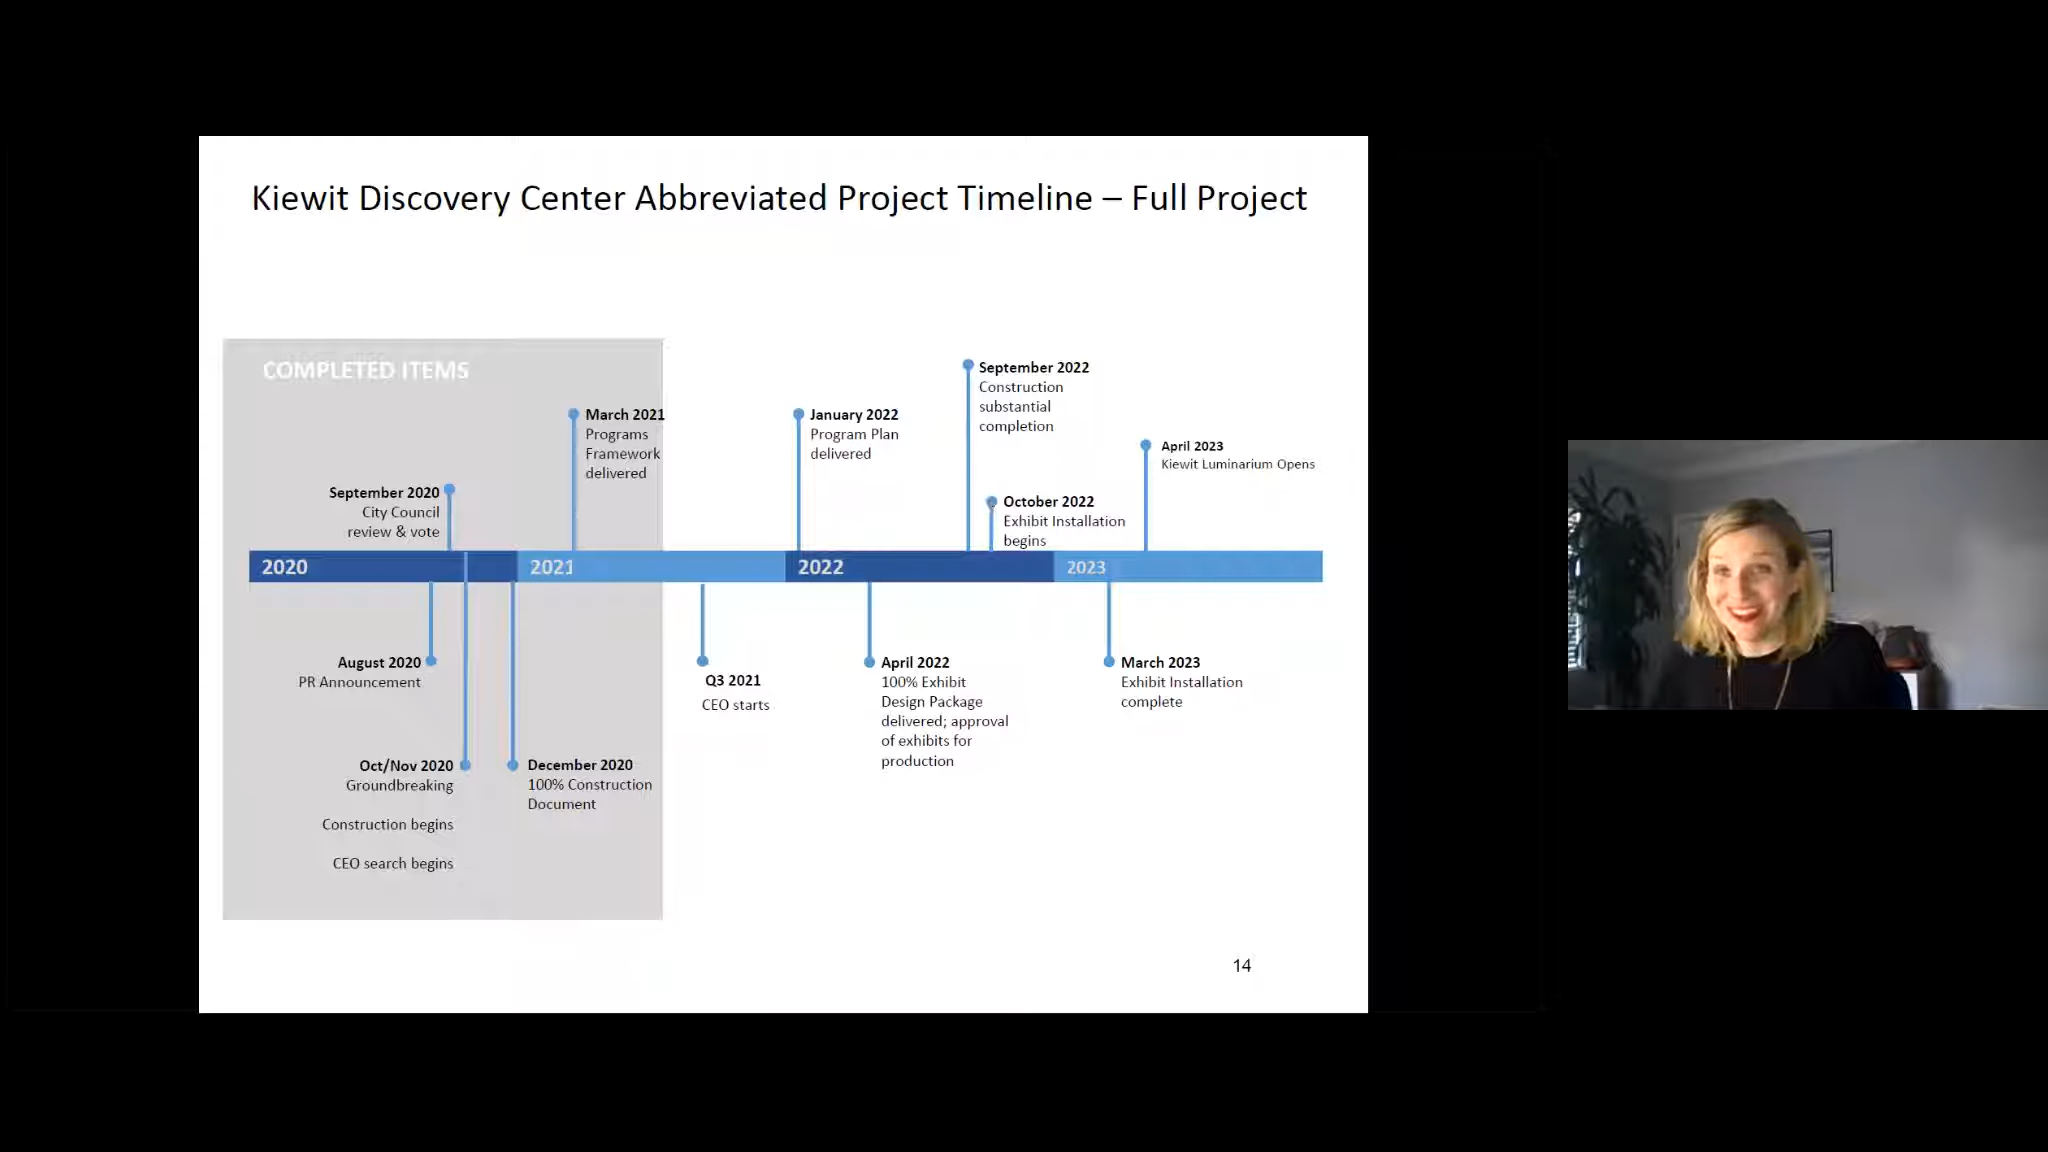 Kiewit Discovery Center Abbreviated Project Timeline – Full Project
COMPLETED ITEMS
September 2020
City Council
review & vote
March 2021
Programs
Framework
delivered
January 2022
Program Plan
delivered
September 2022
Construction
substantial
completion
October 2022
Exhibit Installation
begins
April 2023
Kiewit Luminarium Opens
2020
2021
2022
2023
August 2020
PR Announcement
Oct/Nov 2020
Groundbreaking
Construction begins
CEO search begins
December 2020
100% Construction
Document
Q3 2021
CEO starts
April 2022
100% Exhibit
Design Package
delivered; approval
of exhibits for
production
March 2023
Exhibit Installation
complete
14